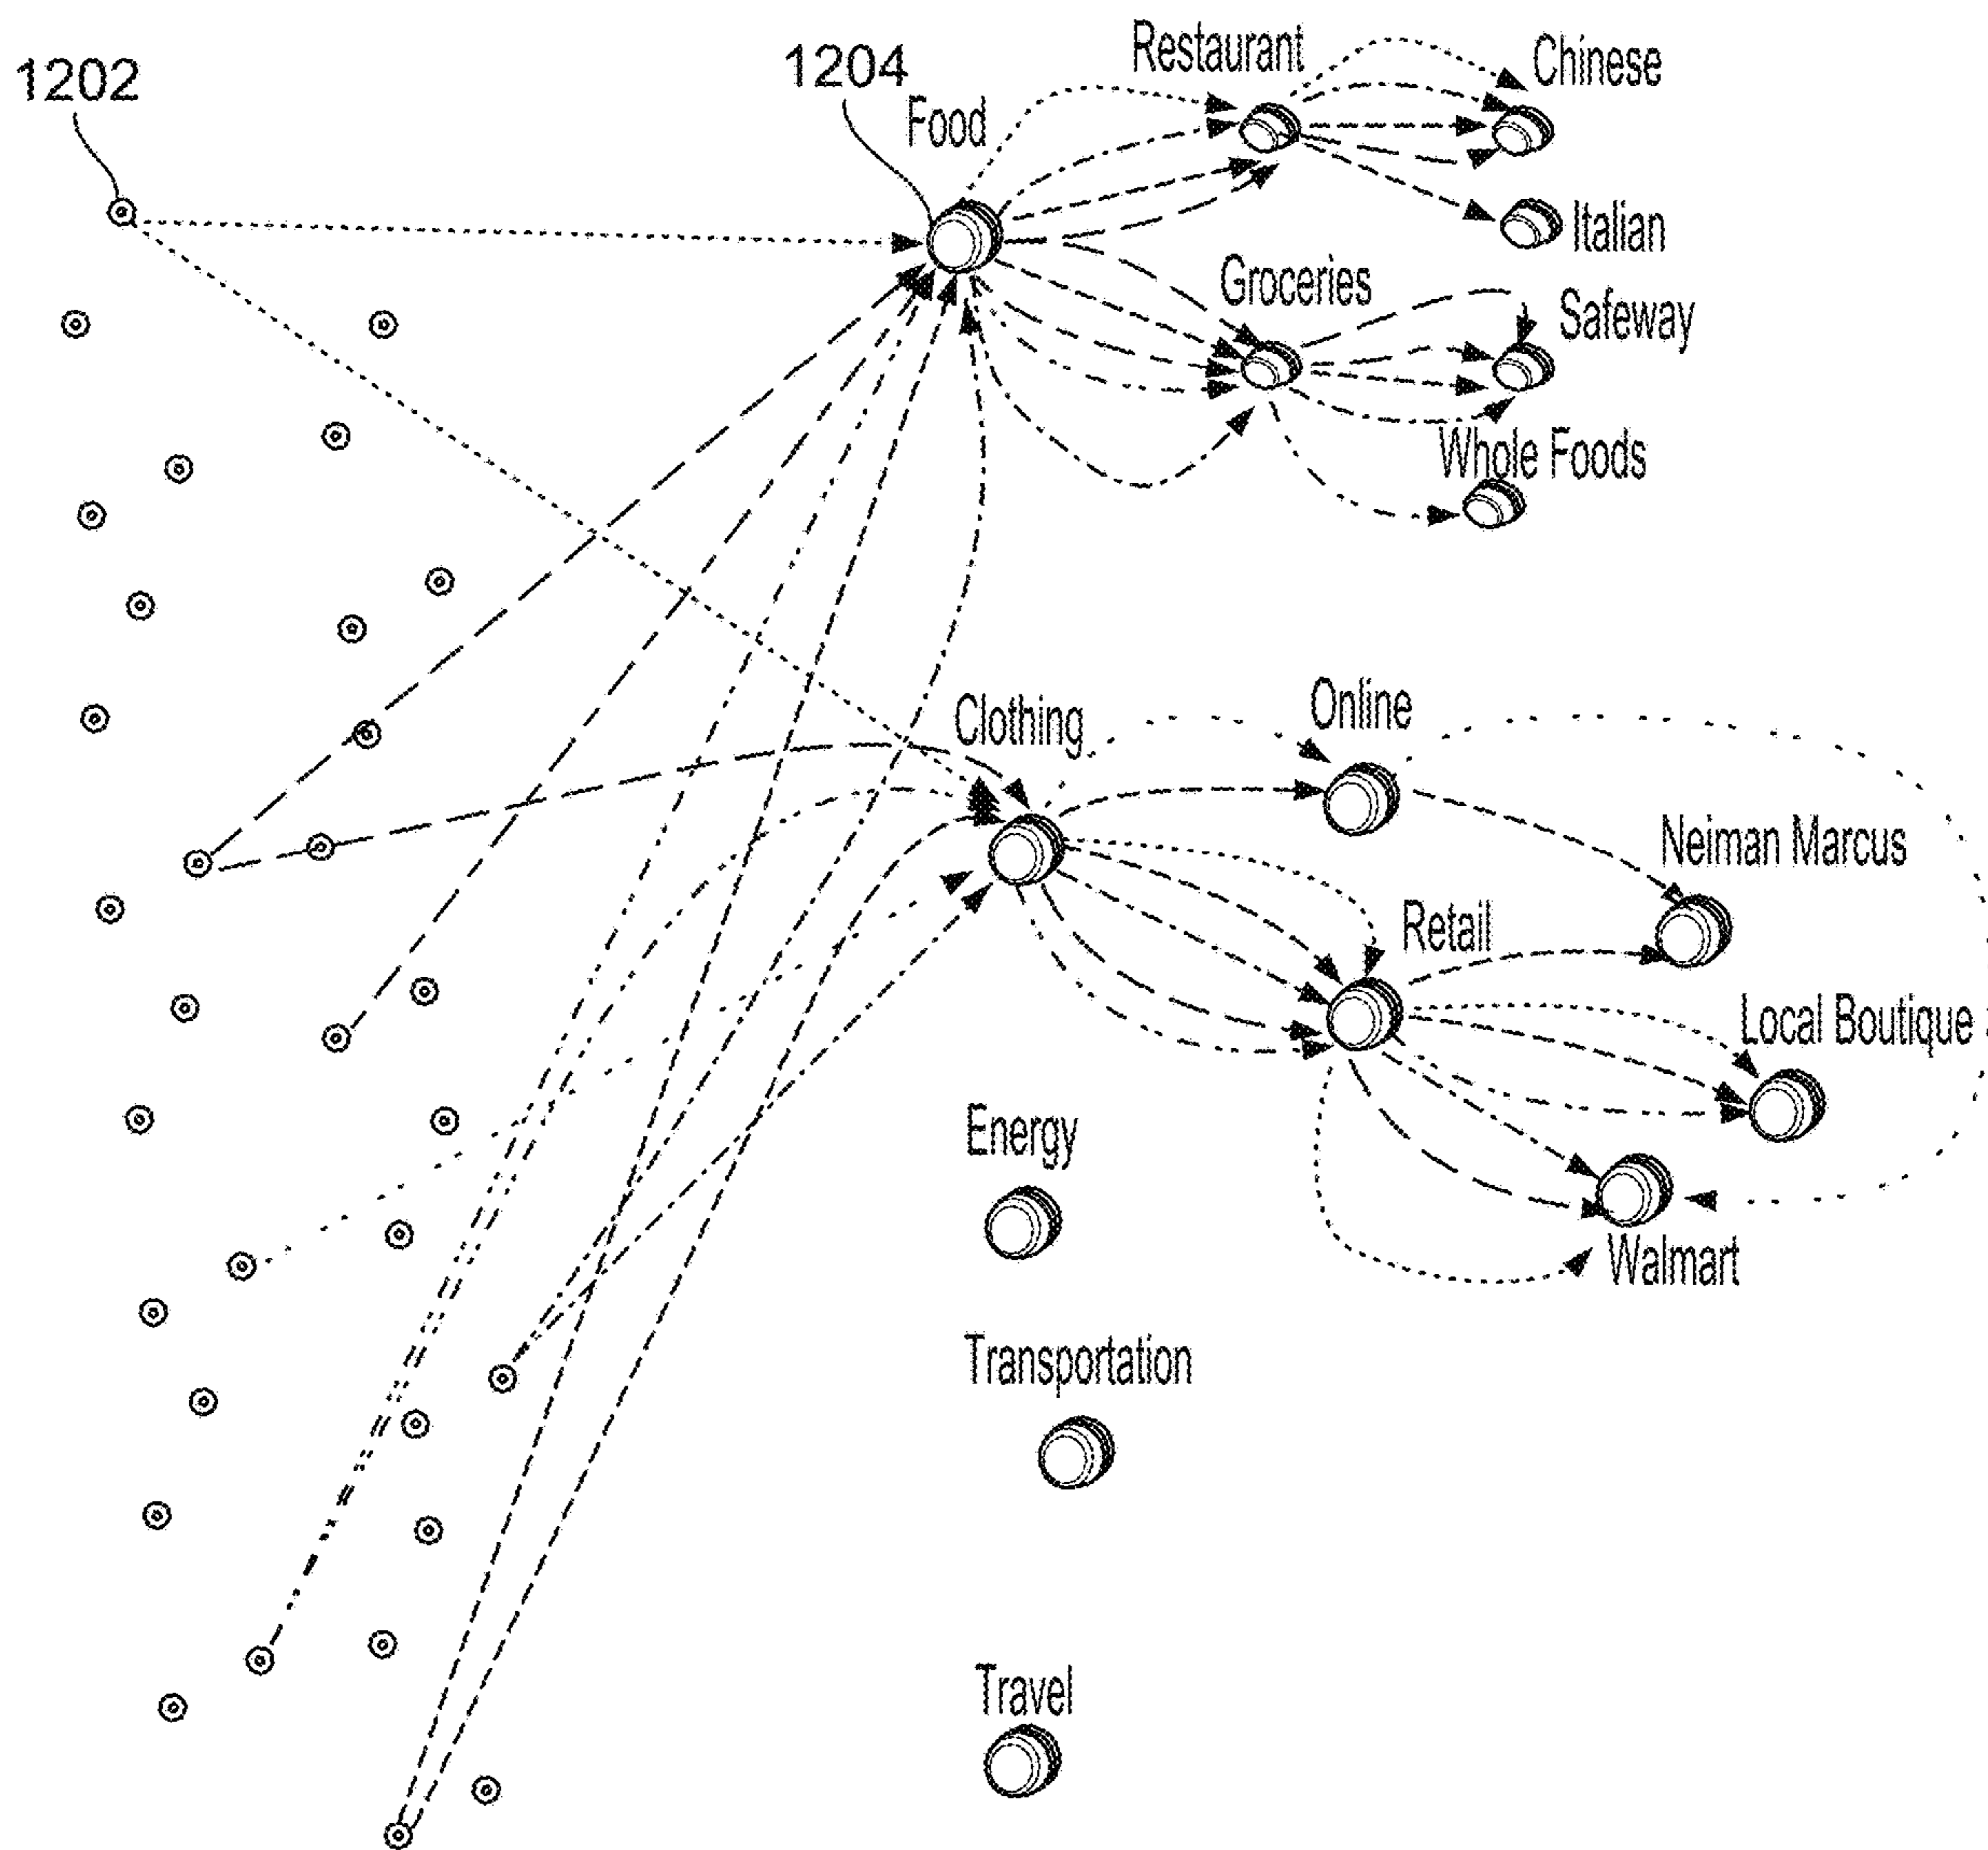 1202
1204
Food
Restaurant
Chinese
Italian
Groceries
Safeway
Whole Foods
Clothing
Online
Neiman Marcus
Retail
Local Boutique
Walmart
Energy
Transportation
Travel